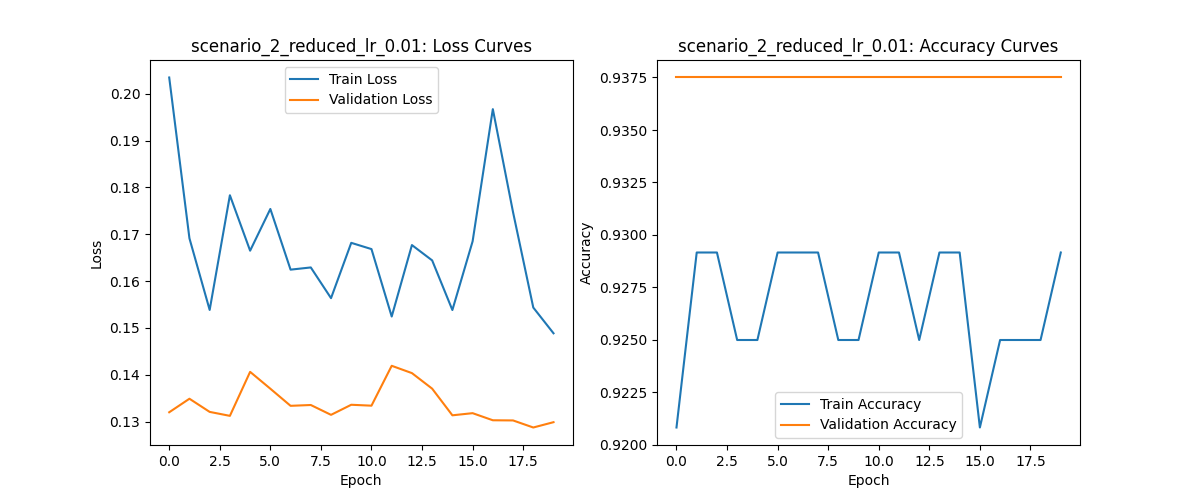 scenario_2_reduced_lr_0.01: Loss Curves
Train Loss
Validation Loss
0.20
0.19
0.18
0.17
0.16
0.15
0.14
0.13
Loss
0.0 2.5 5.0 7.5 10.0 12.5 15.0 17.5
Epoch
scenario_2_reduced_lr_0.01: Accuracy Curves
0.9375
0.9350
0.9325
0.9300
0.9275
0.9250
0.9225
0.9200
Accuracy
Train Accuracy
Validation Accuracy
0.0 2.5 5.0 7.5 10.0 12.5 15.0 17.5
Epoch